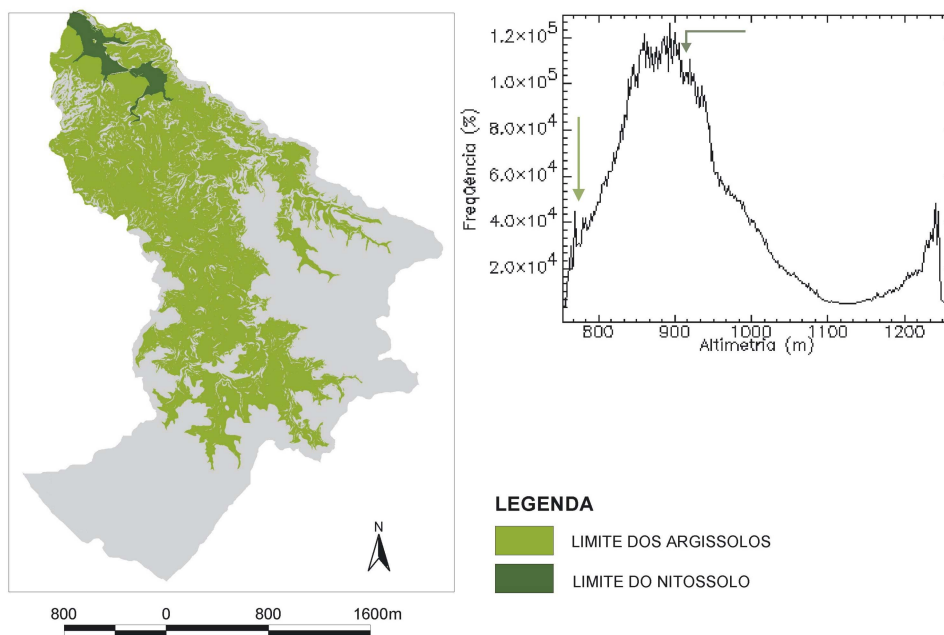 N
800 0 800 1600m
1.2×10⁵
1.0×10⁵
8.0×10⁴
6.0×10⁴
4.0×10⁴
2.0×10⁴
Freqüência (%)
800 900 1000 1100 1200
Altimetria (m)
LEGENDA
LIMITE DOS ARGISSOLOS
LIMITE DO NITOSSOLO